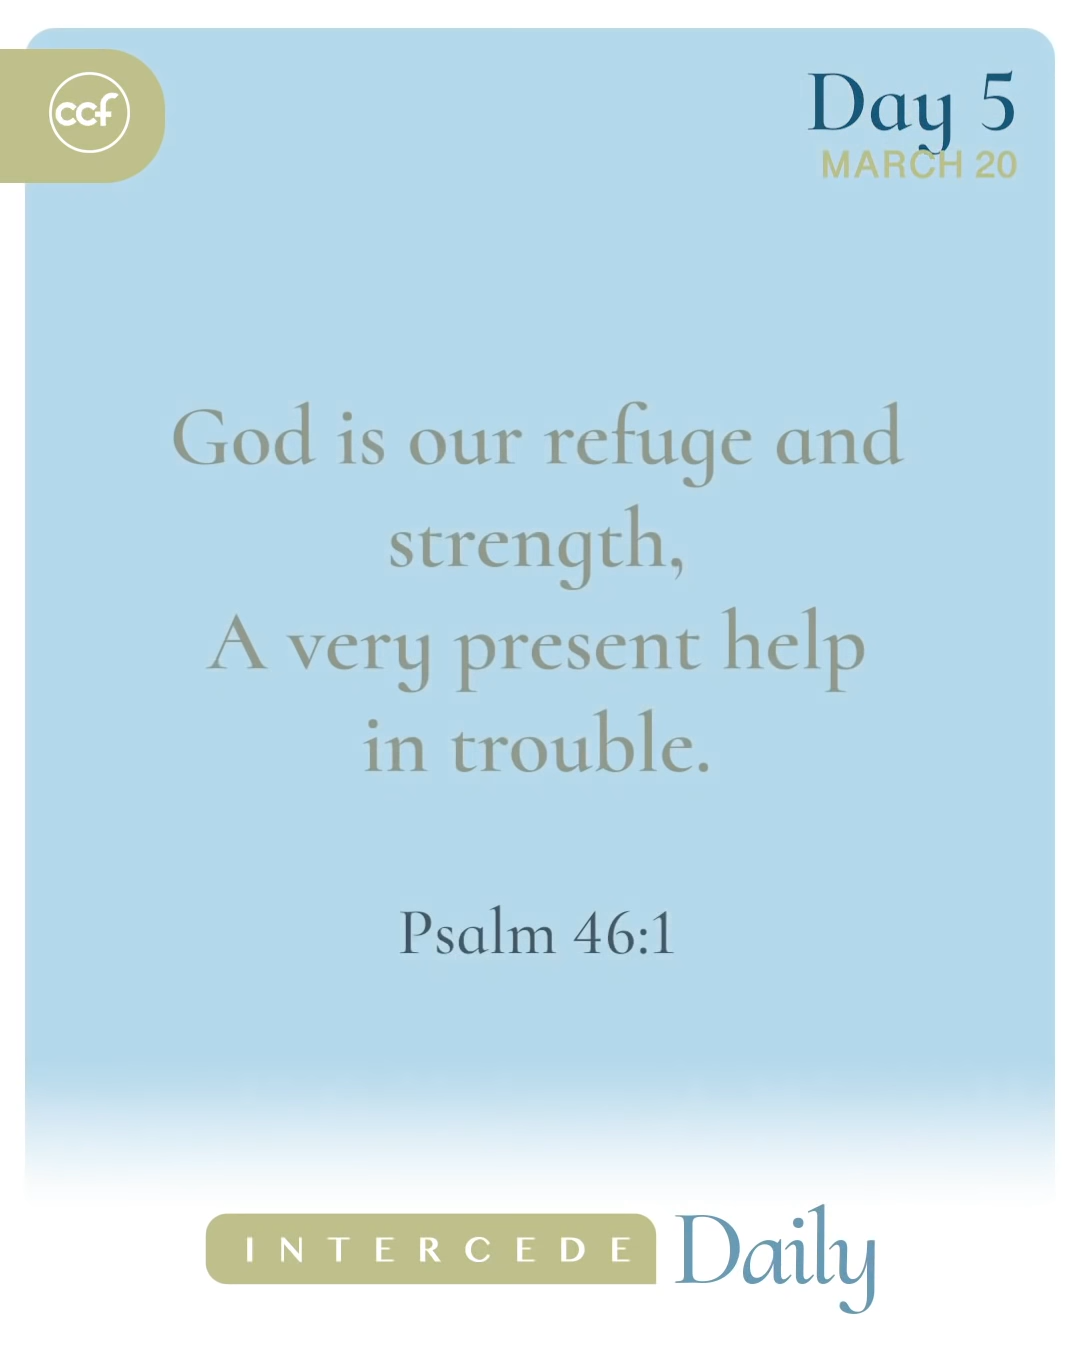 ccf
Day 5
MARCH 20
God is our refuge and
strength,
A very present help
in trouble.
Psalm 46:1
INTERCEDE Daily